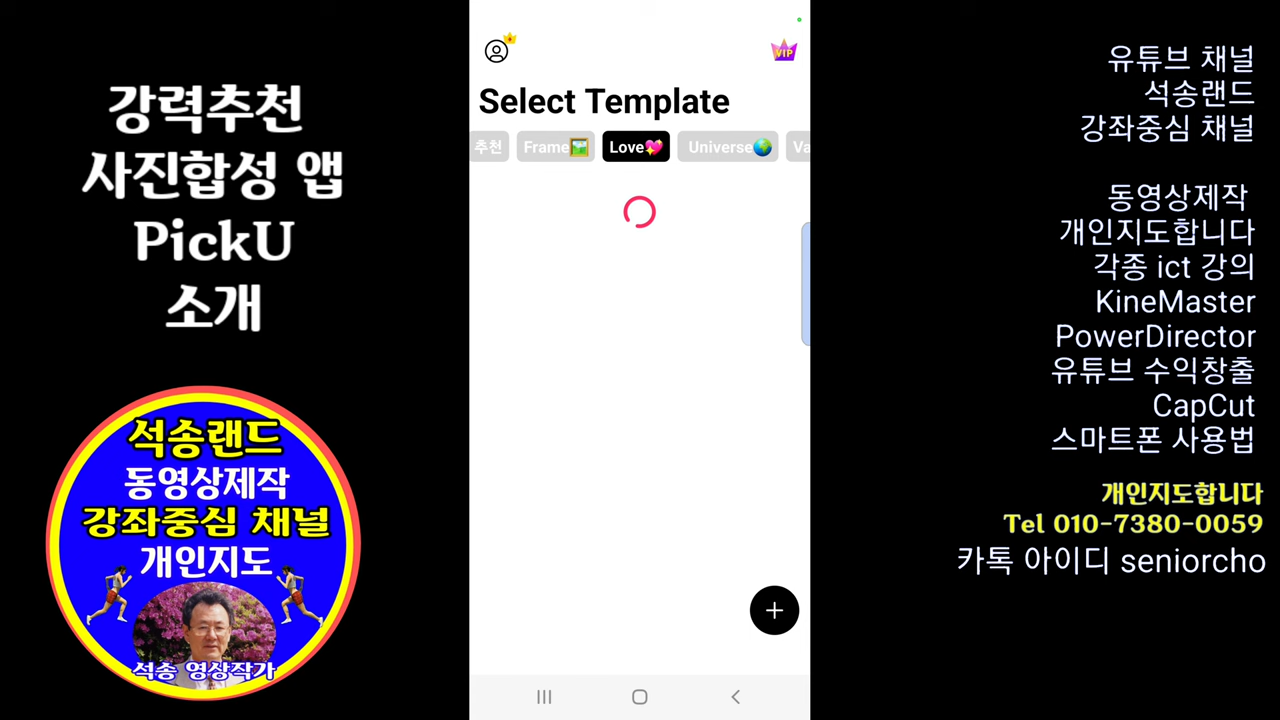 강력추천
사진합성 앱
PickU
소개
석송랜드
동영상제작
강좌중심 채널
개인지도
석송 영상작가
VIP
Select Template
추천
Frame
Love
Universe
Va
유튜브 채널
석송랜드
강좌중심 채널
동영상제작
개인지도합니다
각종 ict 강의
KineMaster
PowerDirector
유튜브 수익창출
CapCut
스마트폰 사용법
개인지도합니다
Tel 010-7380-0059
카톡 아이디 seniorcho